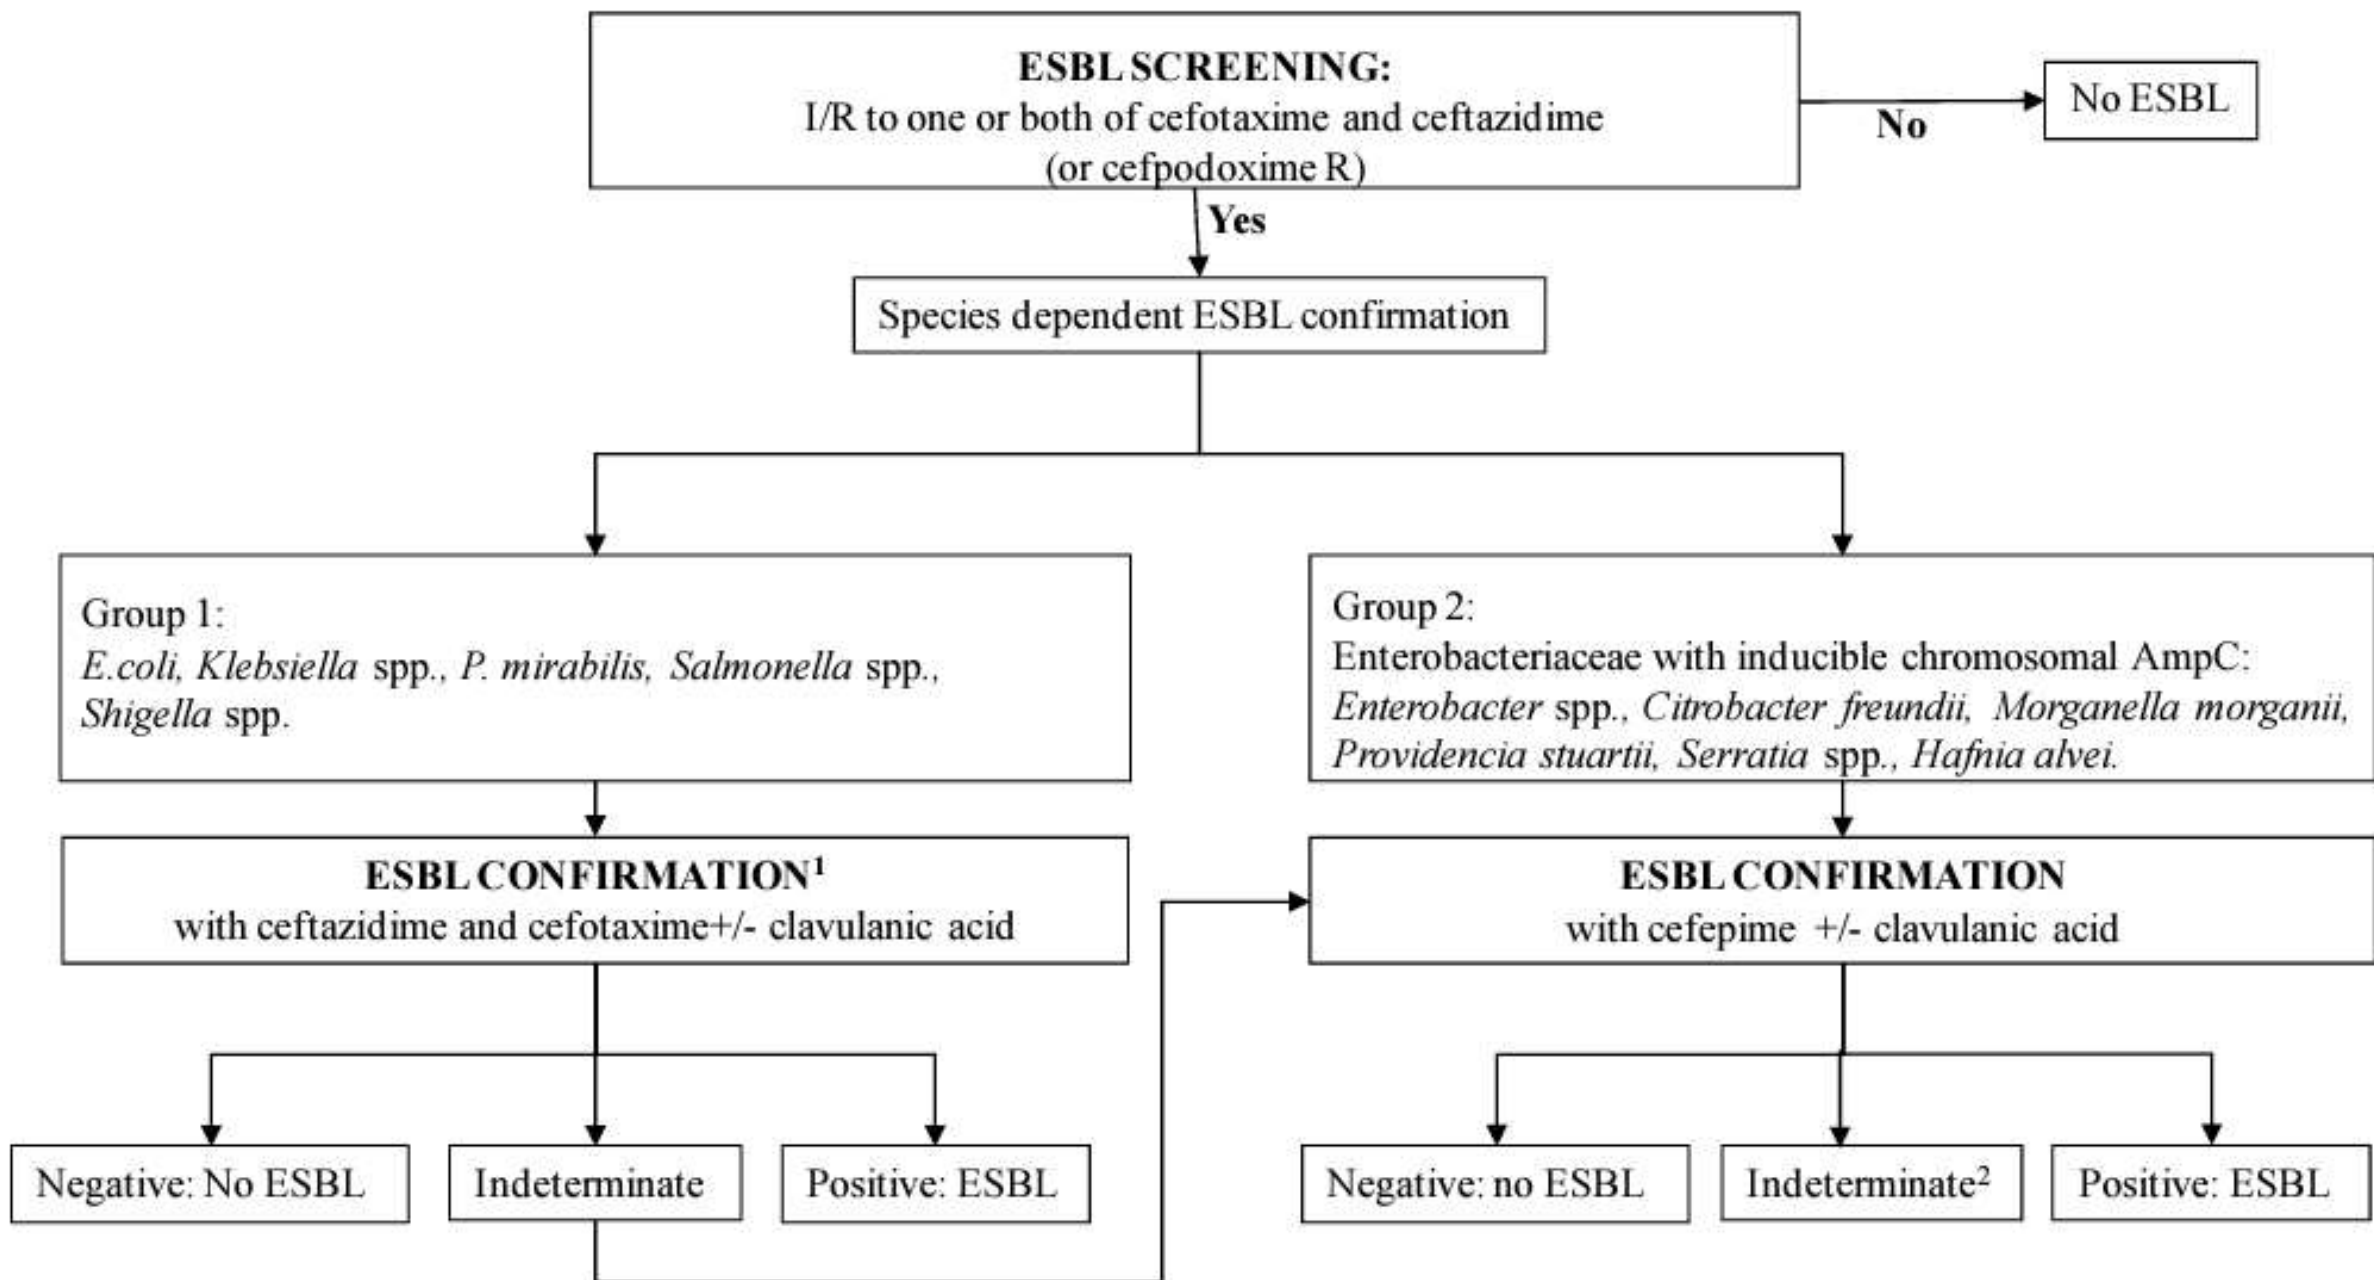 ESBL SCREENING:
I/R to one or both of cefotaxime and ceftazidime
(or cefpodoxime R)
No
No ESBL
Yes
Species dependent ESBL confirmation
Group 1:
E.coli, Klebsiella spp., P. mirabilis, Salmonella spp.,
Shigella spp.
Group 2:
Enterobacteriaceae with inducible chromosomal AmpC:
Enterobacter spp., Citrobacter freundii, Morganella morganii,
Providencia stuartii, Serratia spp., Hafnia alvei.
ESBL CONFIRMATION¹
with ceftazidime and cefotaxime+/- clavulanic acid
ESBL CONFIRMATION
with cefepime +/- clavulanic acid
Negative: No ESBL
Indeterminate
Positive: ESBL
Negative: no ESBL
Indeterminate²
Positive: ESBL